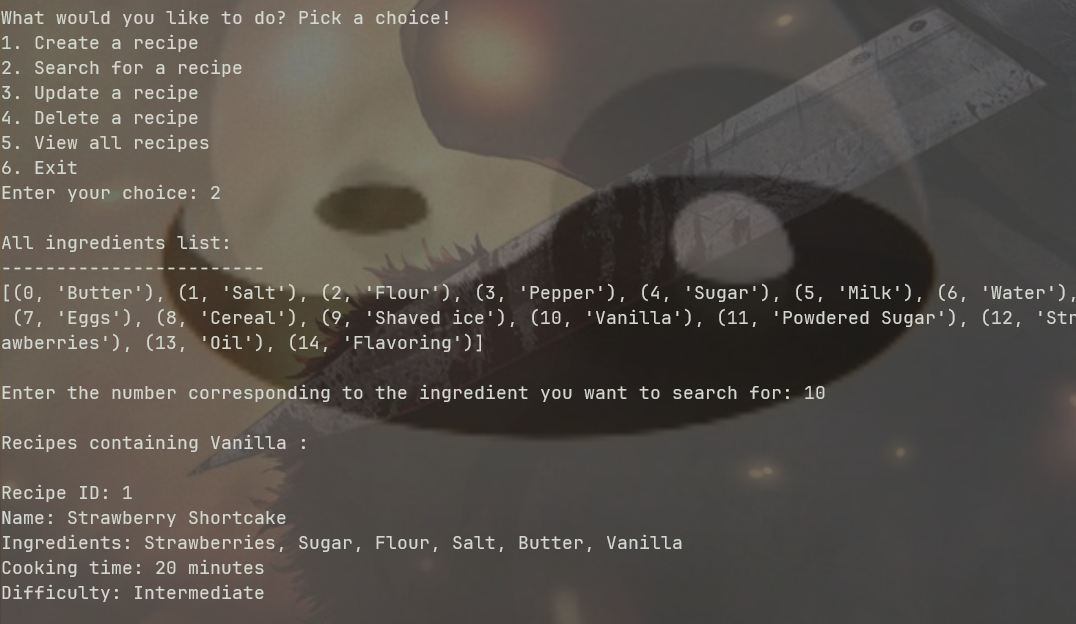 What would you like to do? Pick a choice!
1. Create a recipe
2. Search for a recipe
3. Update a recipe
4. Delete a recipe
5. View all recipes
6. Exit
Enter your choice: 2
All ingredients list:
------------------------
[(0, 'Butter'), (1, 'Salt'), (2, 'Flour'), (3, 'Pepper'), (4, 'Sugar'), (5, 'Milk'), (6, 'Water'),
(7, 'Eggs'), (8, 'Cereal'), (9, 'Shaved ice'), (10, 'Vanilla'), (11, 'Powdered Sugar'), (12, 'Str
awberries'), (13, 'Oil'), (14, 'Flavoring')]
Enter the number corresponding to the ingredient you want to search for: 10
Recipes containing Vanilla :
Recipe ID: 1
Name: Strawberry Shortcake
Ingredients: Strawberries, Sugar, Flour, Salt, Butter, Vanilla
Cooking time: 20 minutes
Difficulty: Intermediate